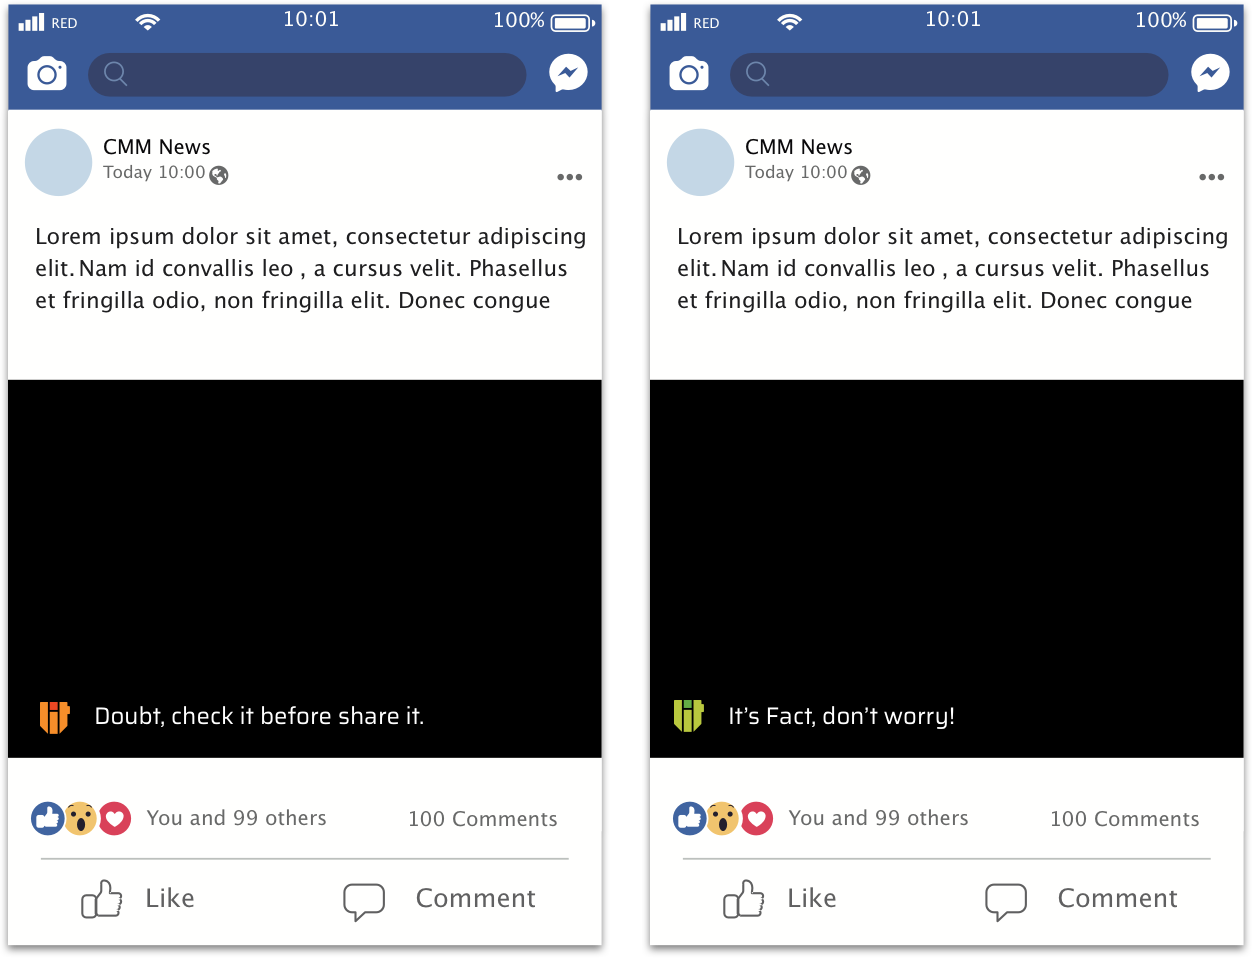 RED 10:01 100%
CMM News
Today 10:00
Lorem ipsum dolor sit amet, consectetur adipiscing
elit. Nam id convallis leo , a cursus velit. Phasellus
et fringilla odio, non fringilla elit. Donec congue
Doubt, check it before share it.
You and 99 others 100 Comments
Like Comment
RED 10:01 100%
CMM News
Today 10:00
Lorem ipsum dolor sit amet, consectetur adipiscing
elit. Nam id convallis leo , a cursus velit. Phasellus
et fringilla odio, non fringilla elit. Donec congue
It’s Fact, don’t worry!
You and 99 others 100 Comments
Like Comment